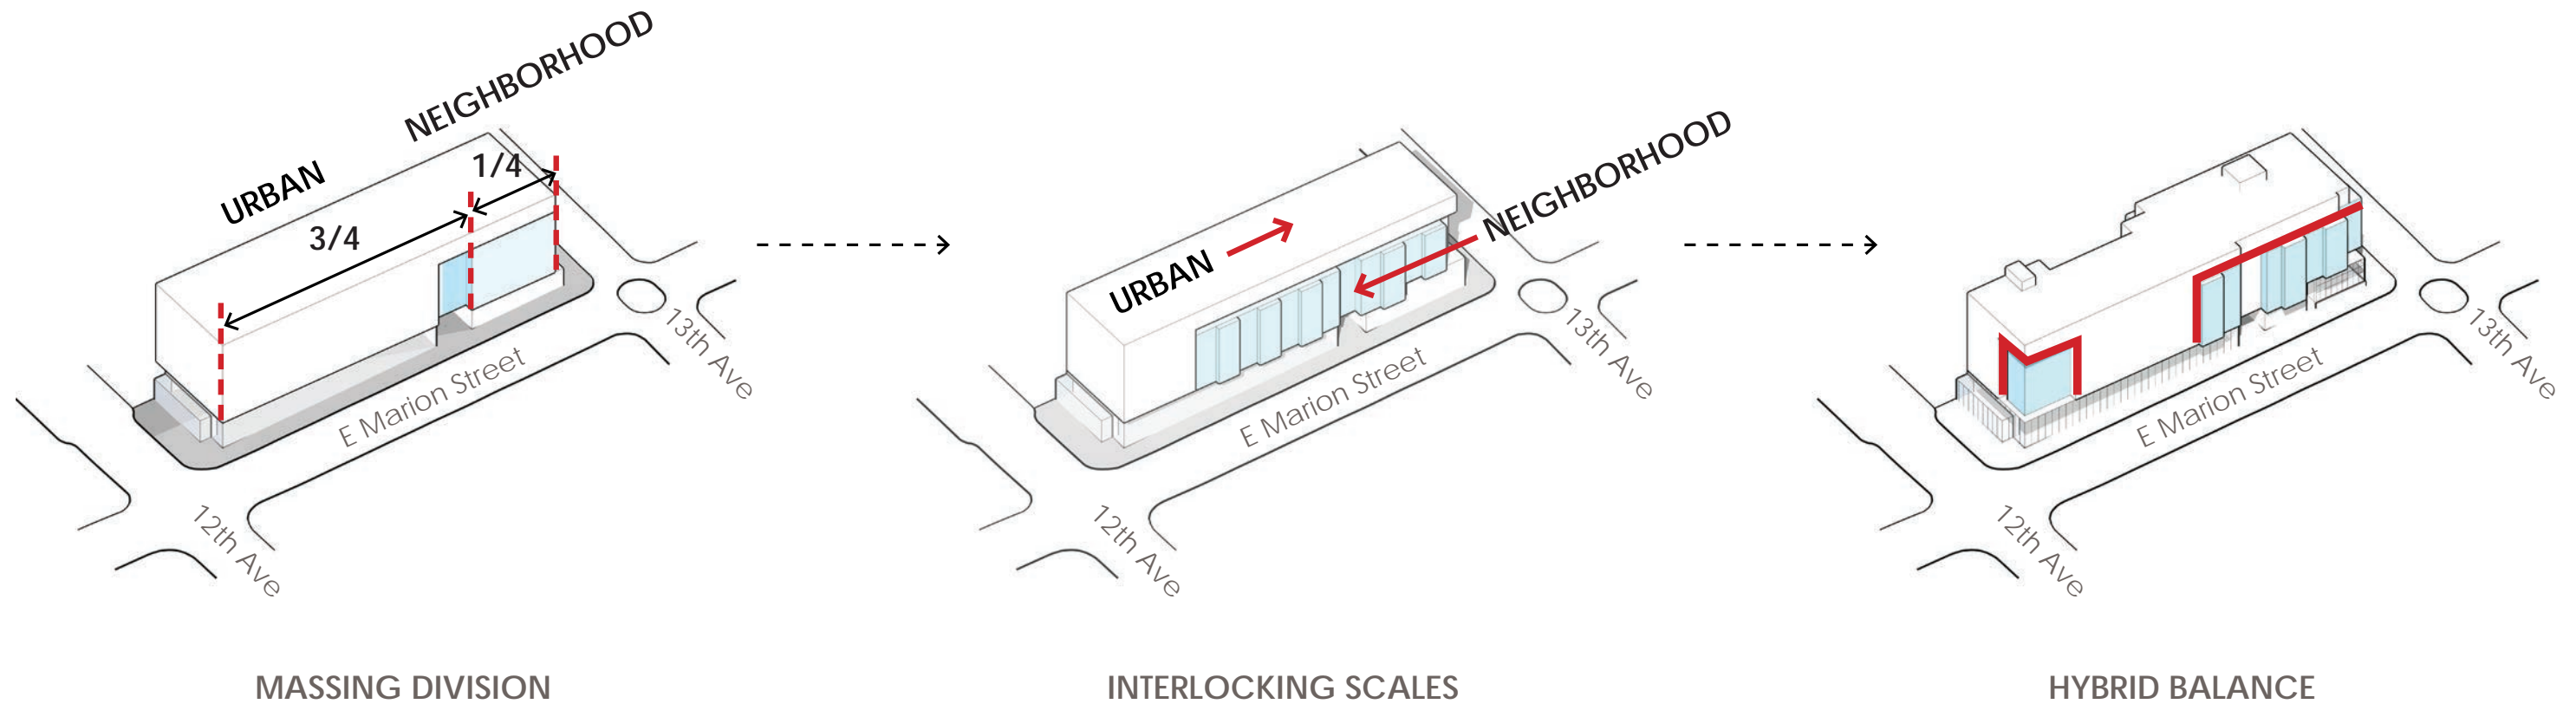 NEIGHBORHOOD
URBAN
1/4
3/4
E Marion Street
13th Ave
12th Ave
MASSING DIVISION
NEIGHBORHOOD
URBAN
E Marion Street
13th Ave
12th Ave
INTERLOCKING SCALES
E Marion Street
13th Ave
12th Ave
HYBRID BALANCE